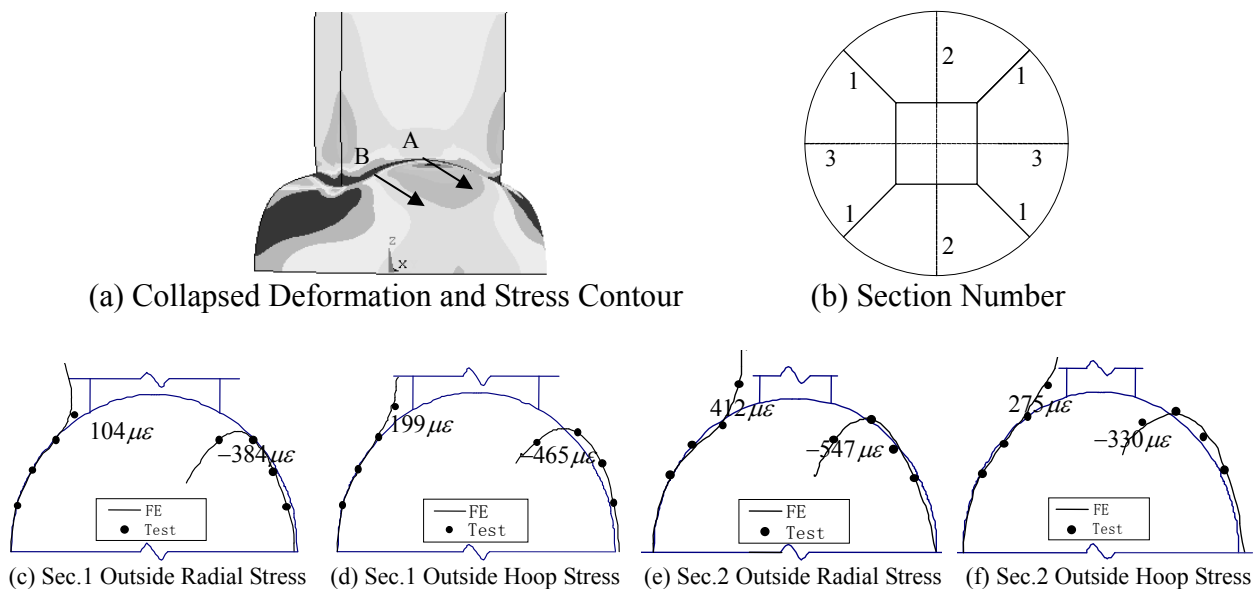 A
B
z
x
(a) Collapsed Deformation and Stress Contour
2
1
1
3
3
1
1
2
(b) Section Number
104με
−384με
FE
Test
(c) Sec.1 Outside Radial Stress
199με
−465με
FE
Test
(d) Sec.1 Outside Hoop Stress
412με
−547με
FE
Test
(e) Sec.2 Outside Radial Stress
275με
−330με
FE
Test
(f) Sec.2 Outside Hoop Stress